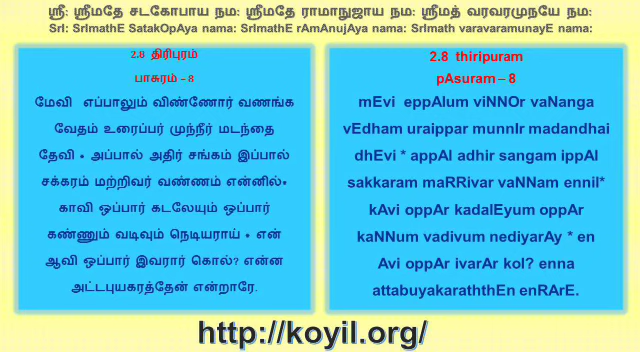 ஸ்ரீ: ஸ்ரீமதே சடகோபாய நம: ஸ்ரீமதே ராமாநுஜாய நம: ஸ்ரீமத் வரவரமுநயே நம:
SrI: SrImathE SatakOpAya nama: SrImathE rAmAnujAya nama: SrImath varavaramunayE nama:
2.8 திரிபுரம்
பாசுரம் – 8
மேவி எப்பாலும் விண்ணோர் வணங்க
வேதம் உரைப்பர் முந்நீர் மடந்தை
தேவி * அப்பால் அதிர் சங்கம் இப்பால்
சக்கரம் மற்றிவர் வண்ணம் என்னில்*
காவி ஒப்பார் கடலேயும் ஒப்பார்
கண்ணும் வடிவும் நெடியராய் * என்
ஆவி ஒப்பார் இவரார் கொல்? என்ன
அட்டபுயகரத்தேன் என்றாரே.
2.8 thiripuram
pAsuram – 8
mEvi eppAlum viNNOr vaNanga
vEdham uraippar munnIr madandhai
dhEvi * appAl adhir sangam ippAl
sakkaram maRRivar vaNNam ennil*
kAvi oppAr kadalEyum oppAr
kaNNum vadivum nediyarAy * en
Avi oppAr ivarAr kol? enna
attabuyakaraththEn enRArE.
http://koyil.org/